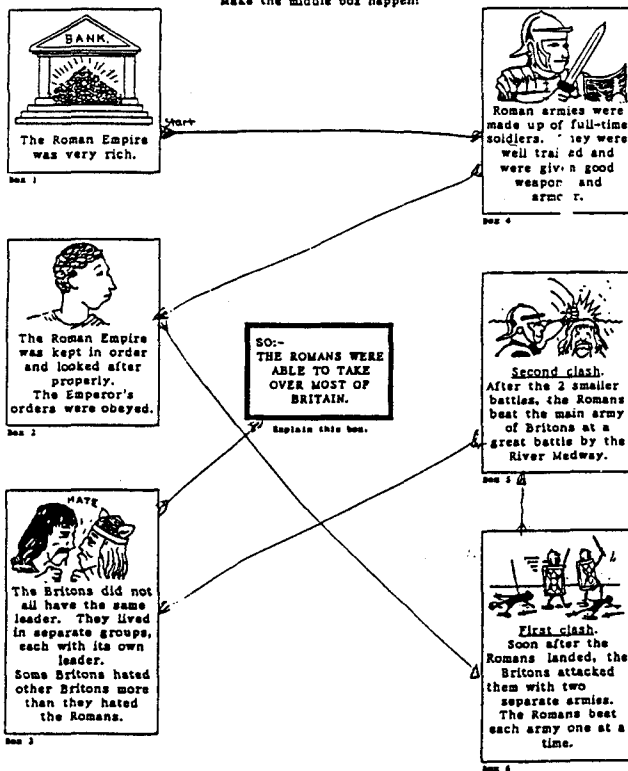 Make the middle box happen!
BANK.
The Roman Empire
was very rich.
Box 1
Start
Roman armies were
made up of full-time
soldiers. They were
well trained and
were given good
weapons and
armour.
Box 4
The Roman Empire
was kept in order
and looked after
properly.
The Emperor's
orders were obeyed.
Box 2
SO:-
THE ROMANS WERE
ABLE TO TAKE
OVER MOST OF
BRITAIN.
Explain this box.
Second clash.
After the 2 smaller
battles, the Romans
beat the main army
of Britons at a
great battle by the
River Medway.
Box 5
HATE
The Britons did not
all have the same
leader. They lived
in separate groups,
each with its own
leader.
Some Britons hated
other Britons more
than they hated
the Romans.
Box 3
First clash.
Soon after the
Romans landed, the
Britons attacked
them with two
separate armies.
The Romans beat
each army one at a
time.
Box 6